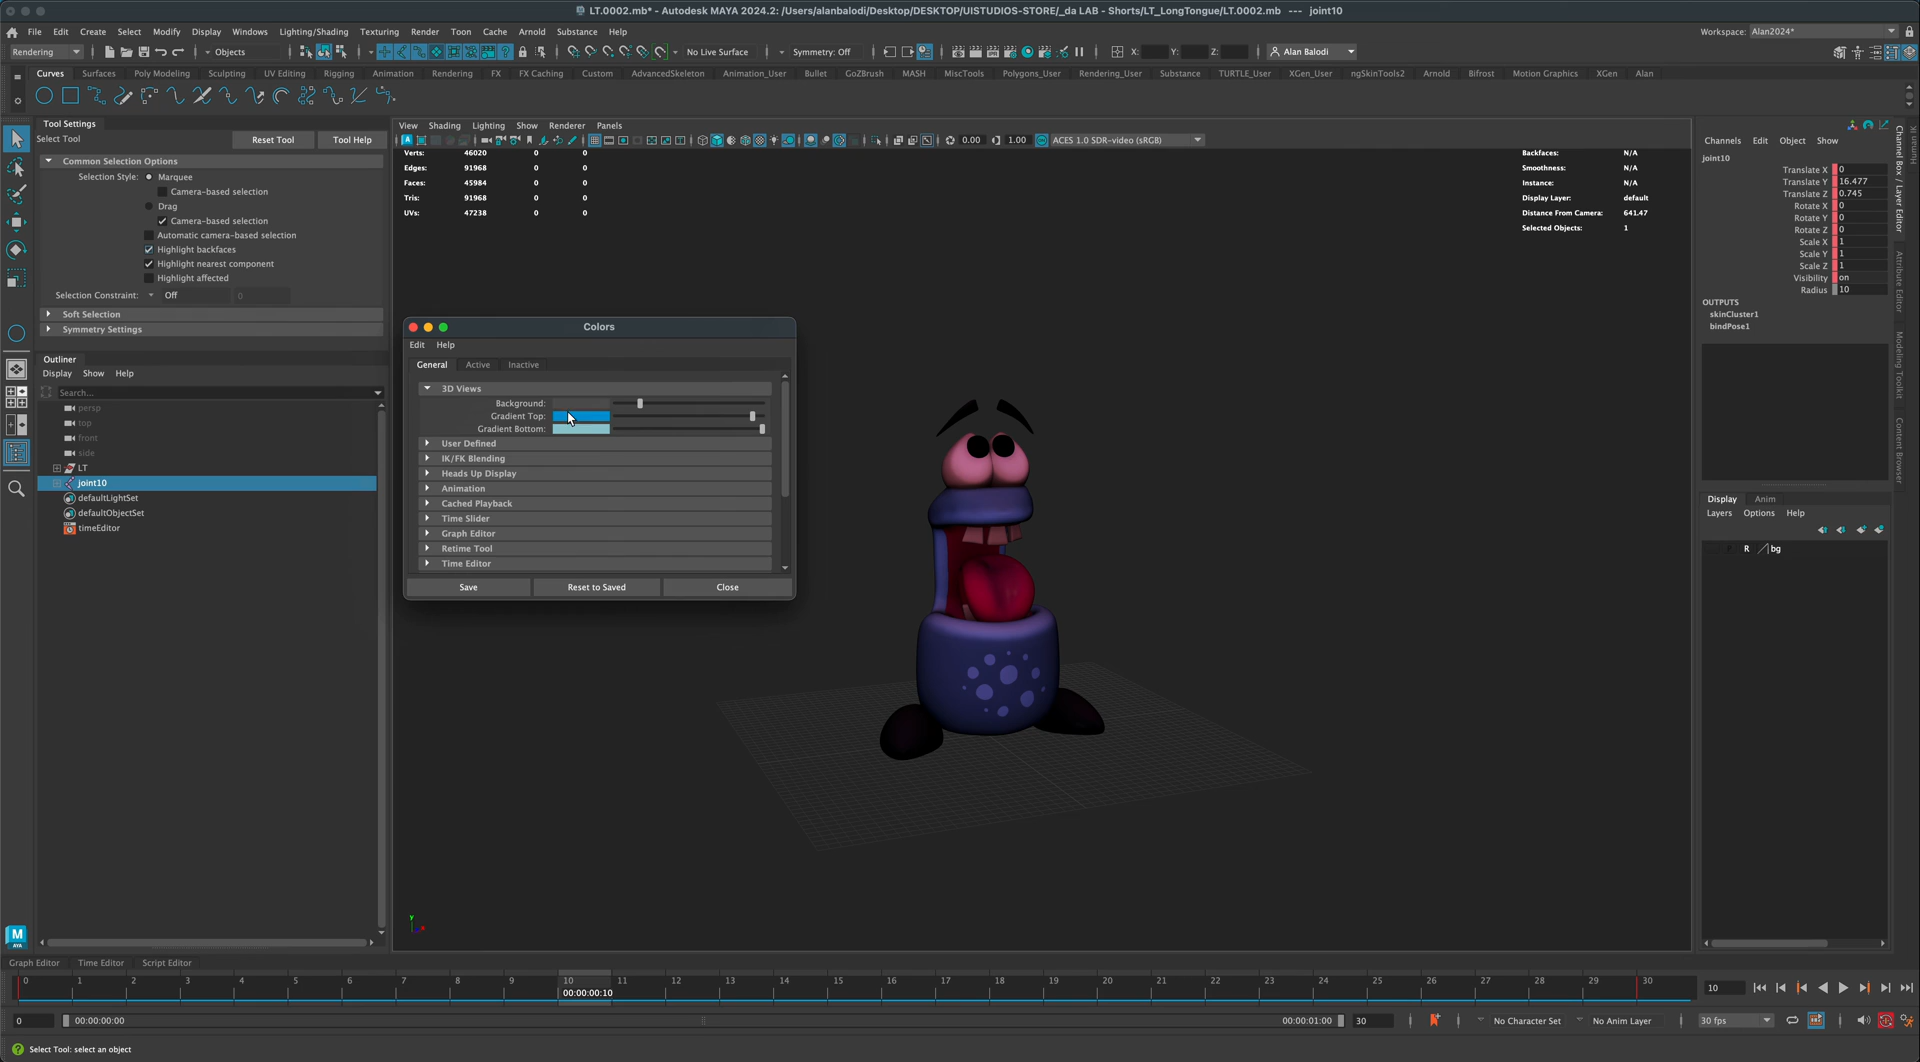 LT.0002.mb* - Autodesk MAYA 2024.2: /Users/alanbalodi/Desktop/DESKTOP/UISTUDIOS-STORE/_da LAB - Shorts/LT_LongTongue/LT.0002.mb --- joint10
File Edit Create Select Modify Display Windows Lighting/Shading Texturing Render Toon Cache Arnold Substance Help
Workspace: Alan2024*
Rendering Objects No Live Surface Symmetry: Off X: Y: Z: Alan Balodi
Curves Surfaces Poly Modeling Sculpting UV Editing Rigging Animation Rendering FX FX Caching Custom AdvancedSkeleton Animation_User Bullet GoZBrush MASH MiscTools Polygons_User Rendering_User Substance TURTLE_User XGen_User ngSkinTools2 Arnold Bifrost Motion Graphics XGen Alan
Tool Settings
Select Tool Reset Tool Tool Help
Common Selection Options
Selection Style: Marquee
Camera-based selection
Drag
Camera-based selection
Automatic camera-based selection
Highlight backfaces
Highlight nearest component
Highlight affected
Selection Constraint: Off 0
Soft Selection
Symmetry Settings
Outliner
Display Show Help
Search...
persp
top
front
side
LT
joint10
defaultLightSet
defaultObjectSet
timeEditor
View Shading Lighting Show Renderer Panels
0.00 1.00 ACES 1.0 SDR-video (sRGB)
Verts: 46020 0 0
Edges: 91968 0 0
Faces: 45984 0 0
Tris: 91968 0 0
UVs: 47238 0 0
Backfaces: N/A
Smoothness: N/A
Instance: N/A
Display Layer: default
Distance From Camera: 641.47
Selected Objects: 1
Colors
Edit Help
General Active Inactive
3D Views
Background:
Gradient Top:
Gradient Bottom:
User Defined
IK/FK Blending
Heads Up Display
Animation
Cached Playback
Time Slider
Graph Editor
Retime Tool
Time Editor
Save Reset to Saved Close
y
Channels Edit Object Show
joint10
Translate X 0
Translate Y 16.477
Translate Z 0.745
Rotate X 0
Rotate Y 0
Rotate Z 0
Scale X 1
Scale Y 1
Scale Z 1
Visibility on
Radius 10
OUTPUTS
skinCluster1
bindPose1
Display Anim
Layers Options Help
R bg
Channel Box / Layer Editor
Attribute Editor
Modeling Toolkit
Content Browser
Human IK
M
AYA
Graph Editor Time Editor Script Editor
0 1 2 3 4 5 6 7 8 9 10 11 12 13 14 15 16 17 18 19 20 21 22 23 24 25 26 27 28 29 30
00:00:00:10
10
0 00:00:00:00 00:00:01:00 30 No Character Set No Anim Layer 30 fps
Select Tool: select an object